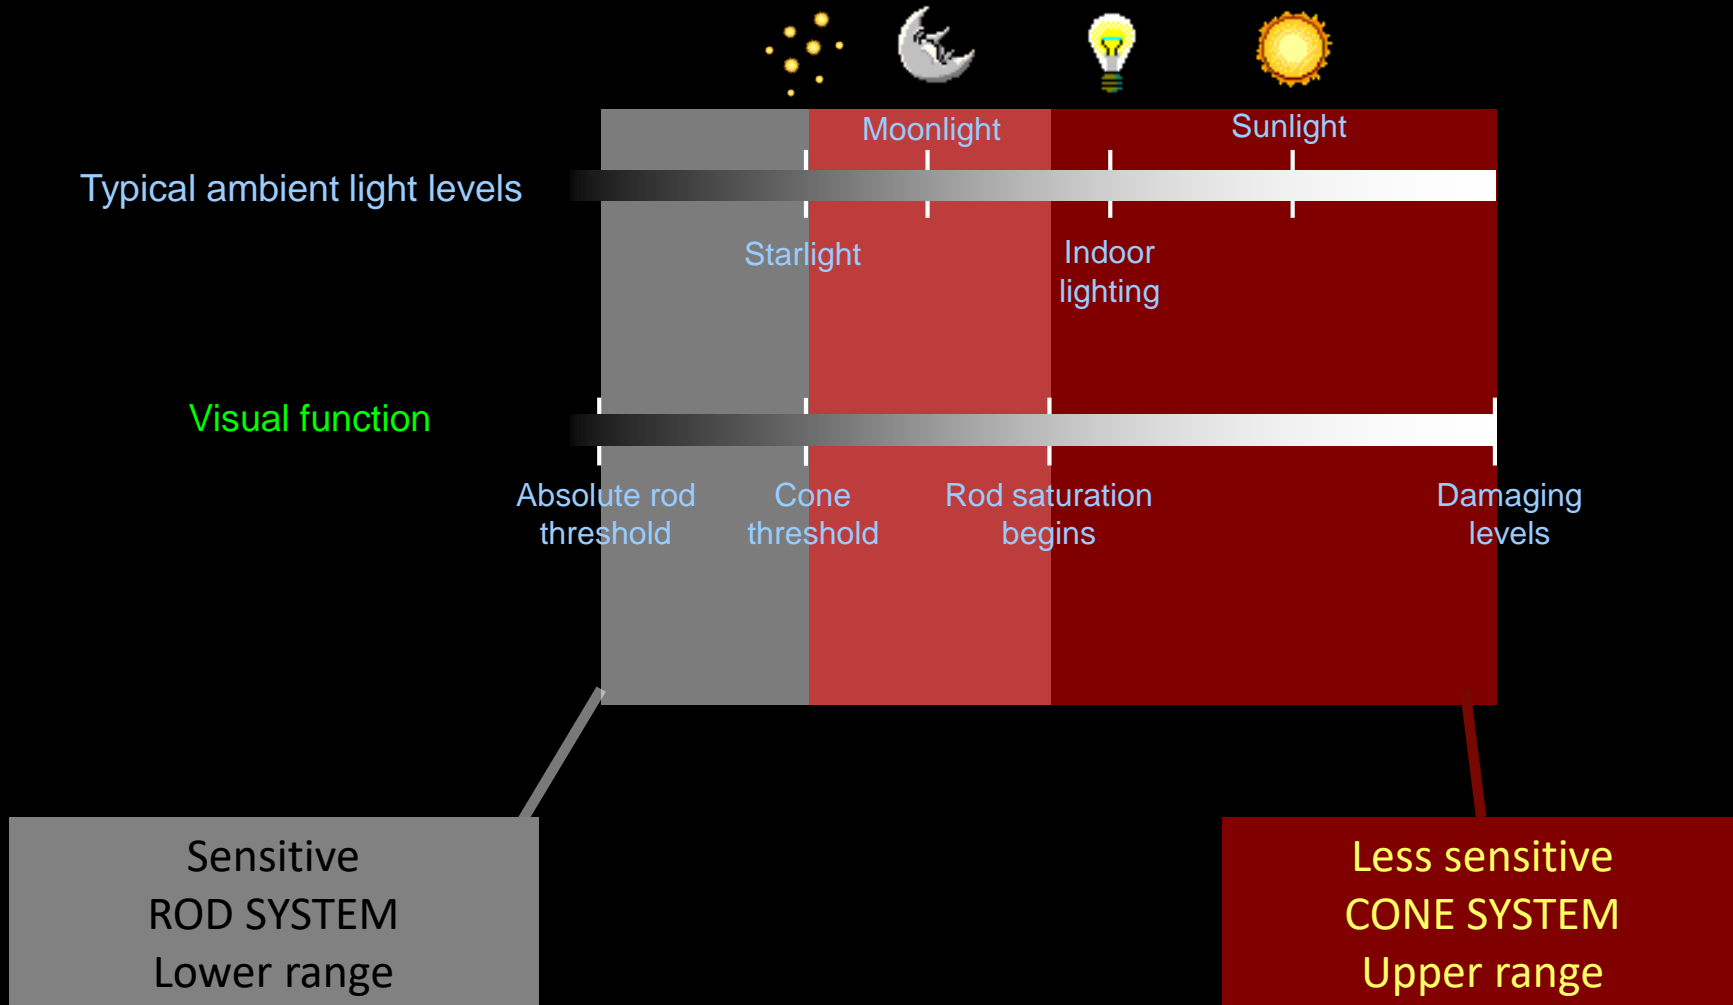 Moonlight
Sunlight
Typical ambient light levels
Starlight
Indoor
lighting
Visual function
Absolute rod
threshold
Cone
threshold
Rod saturation
begins
Damaging
levels
Sensitive
ROD SYSTEM
Lower range
Less sensitive
CONE SYSTEM
Upper range